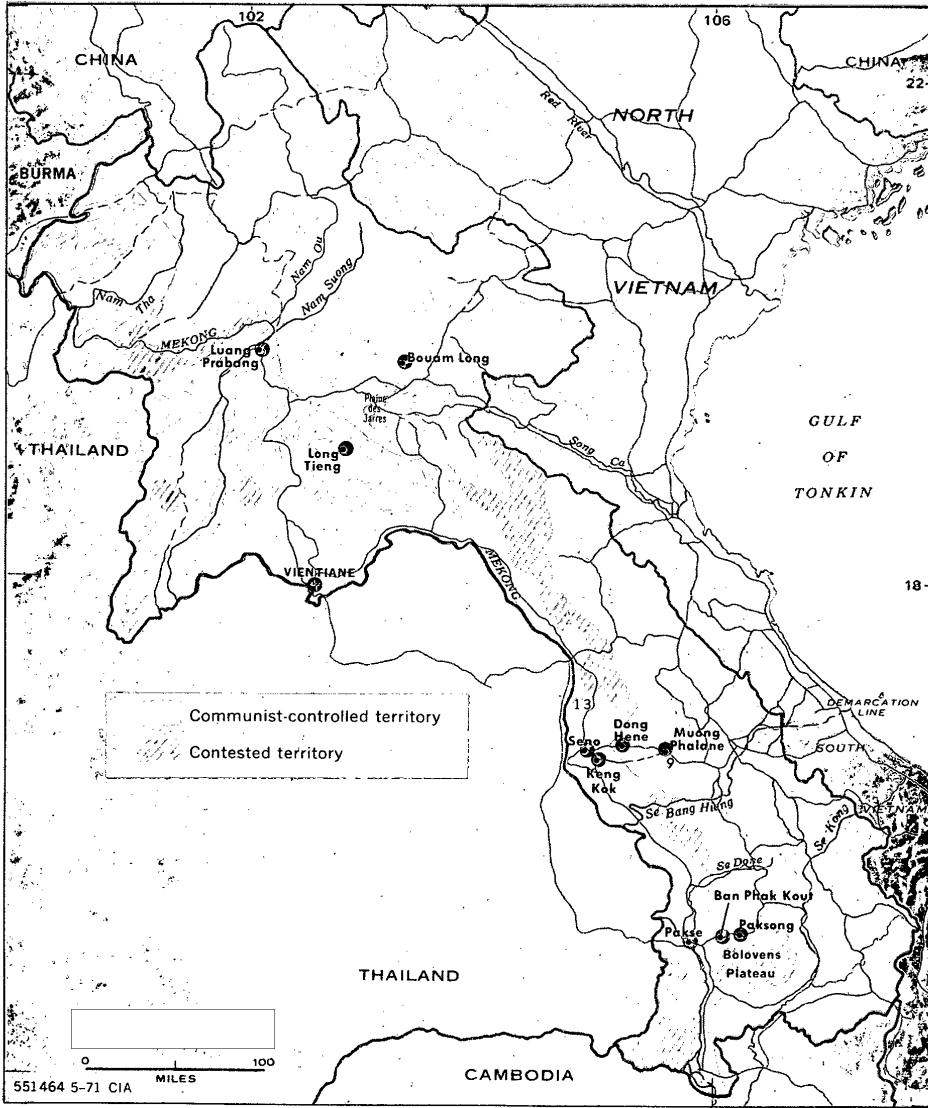 102
106
CHINA
CHINA
22
Red River
NORTH
BURMA
Nam Ou
Nam Suong
VIETNAM
Nam Tha
MEKONG
Luang
Prabang
Bouam Long
Plaine
des
Jarres
GULF
OF
TONKIN
THAILAND
Long
Tieng
Song Ca
MEKONG
VIENTIANE
18
Communist-controlled territory
Contested territory
13
DEMARCATION
LINE
Dong
Hene
Muong
Phalane
Seno
9
SOUTH
Keng
Kok
Se Bang Hieng
VIETNAM
Se Kong
Se Done
Ban Phak Kout
Pakse
Paksong
Bolovens
Plateau
THAILAND
0 100
MILES
CAMBODIA
551464 5-71 CIA